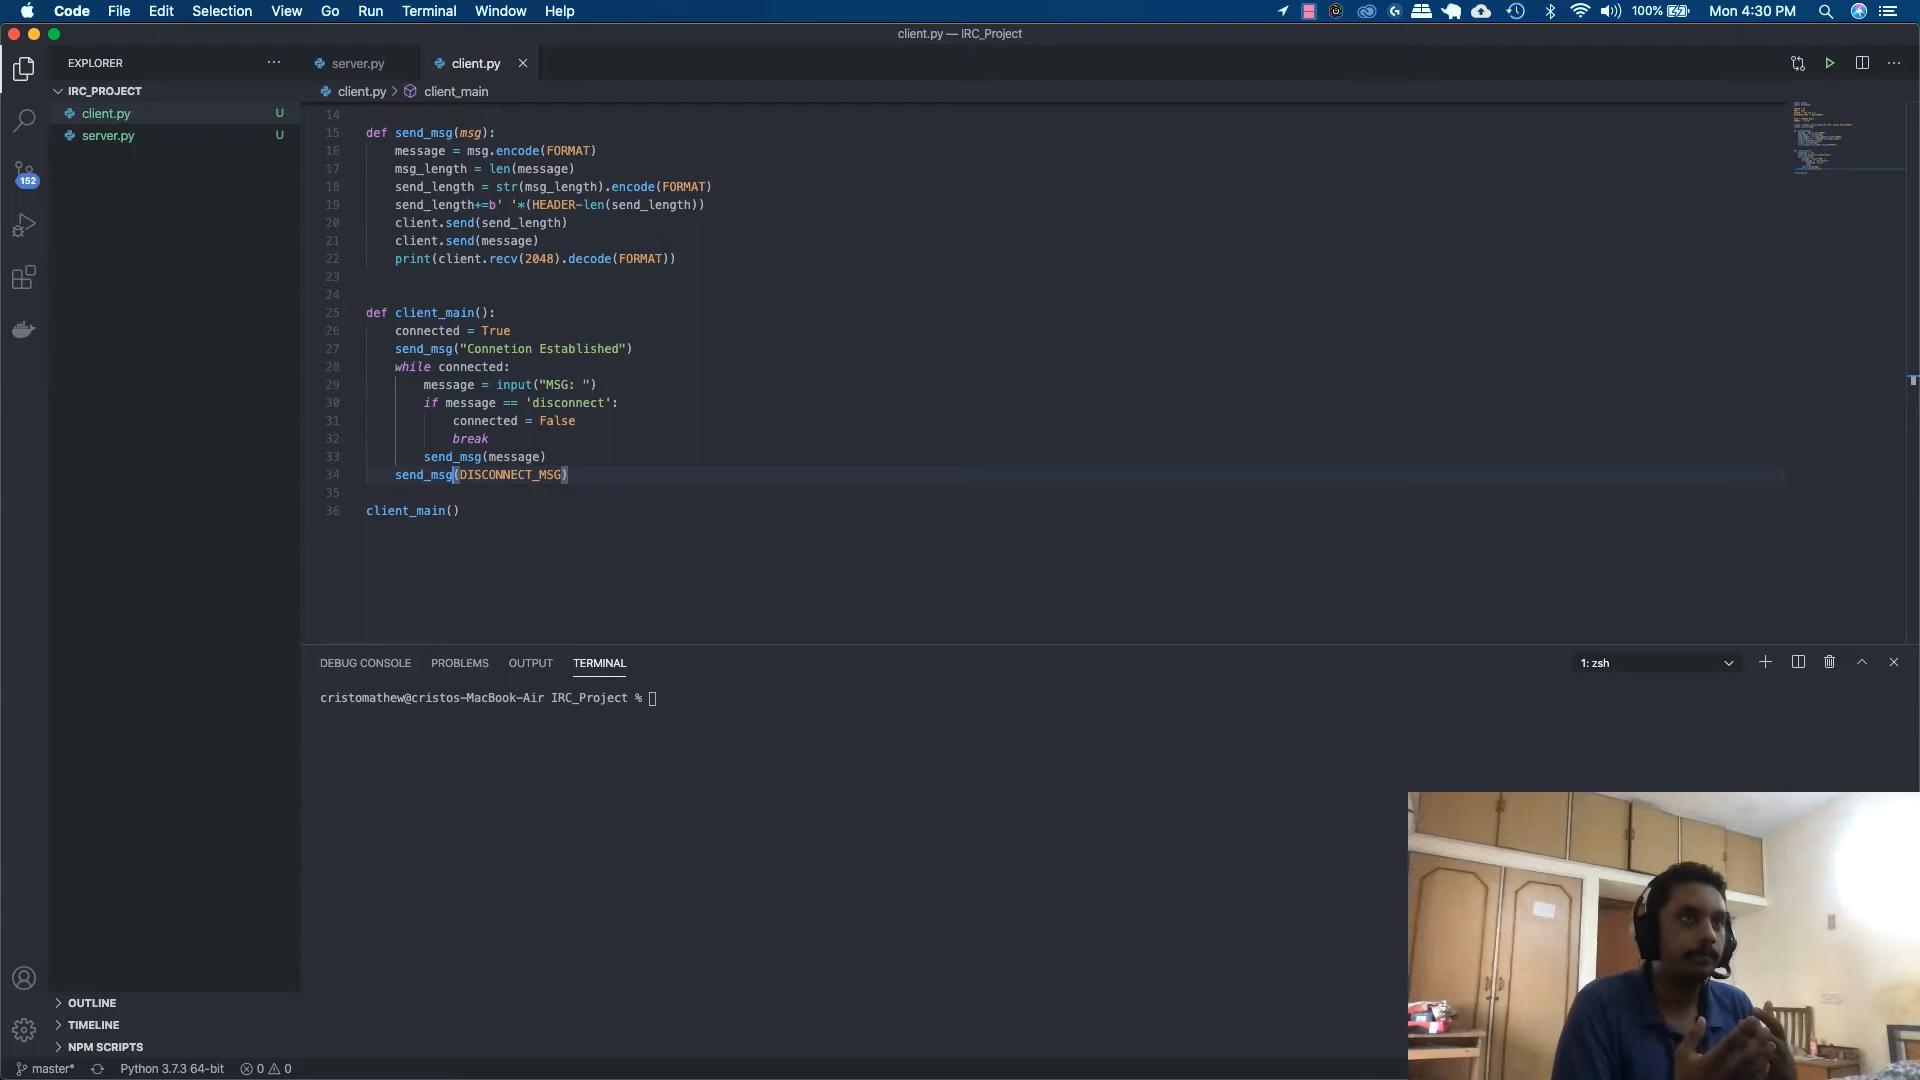 Code File Edit Selection View Go Run Terminal Window Help
100% Mon 4:30 PM
client.py — IRC_Project
EXPLORER
server.py
client.py
IRC_PROJECT
client.py > client_main
client.py U
server.py U
152
14
15 def send_msg(msg):
16 message = msg.encode(FORMAT)
17 msg_length = len(message)
18 send_length = str(msg_length).encode(FORMAT)
19 send_length+=b' '*(HEADER-len(send_length))
20 client.send(send_length)
21 client.send(message)
22 print(client.recv(2048).decode(FORMAT))
23
24
25 def client_main():
26 connected = True
27 send_msg("Connetion Established")
28 while connected:
29 message = input("MSG: ")
30 if message == 'disconnect':
31 connected = False
32 break
33 send_msg(message)
34 send_msg(DISCONNECT_MSG)
35
36 client_main()
DEBUG CONSOLE PROBLEMS OUTPUT TERMINAL
1: zsh
cristomathew@cristos-MacBook-Air IRC_Project %
OUTLINE
TIMELINE
NPM SCRIPTS
master* Python 3.7.3 64-bit 0 0